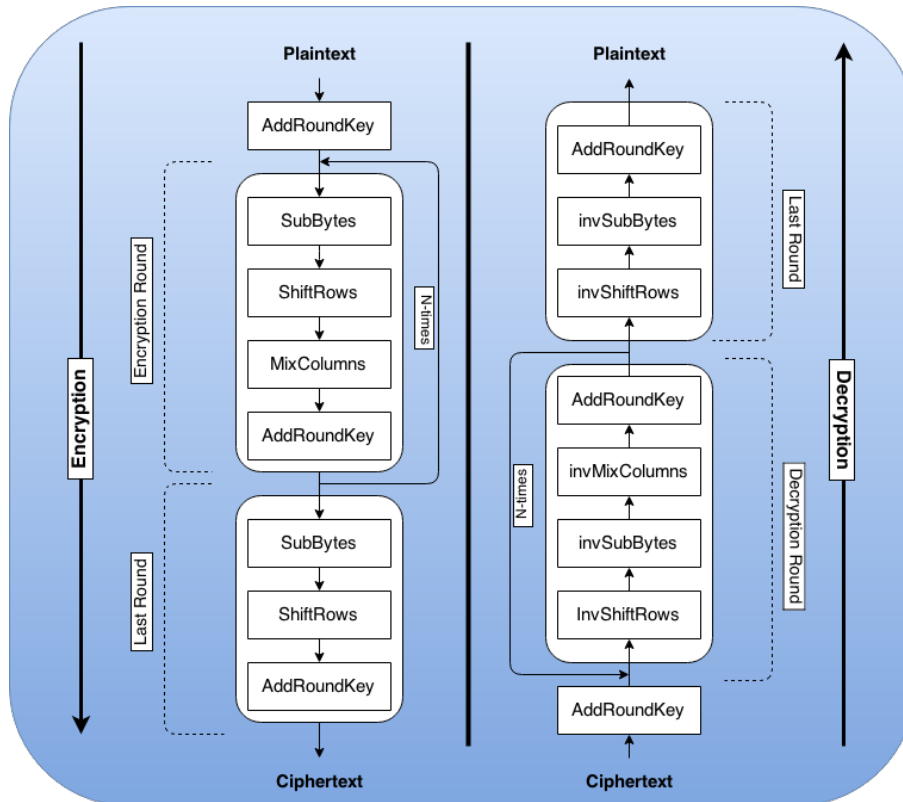 Plaintext
AddRoundKey
SubBytes
ShiftRows
MixColumns
AddRoundKey
N-times
Encryption Round
Encryption
SubBytes
ShiftRows
AddRoundKey
Last Round
Ciphertext
Plaintext
AddRoundKey
invSubBytes
invShiftRows
Last Round
AddRoundKey
invMixColumns
invSubBytes
InvShiftRows
N-times
Decryption Round
Decryption
AddRoundKey
Ciphertext